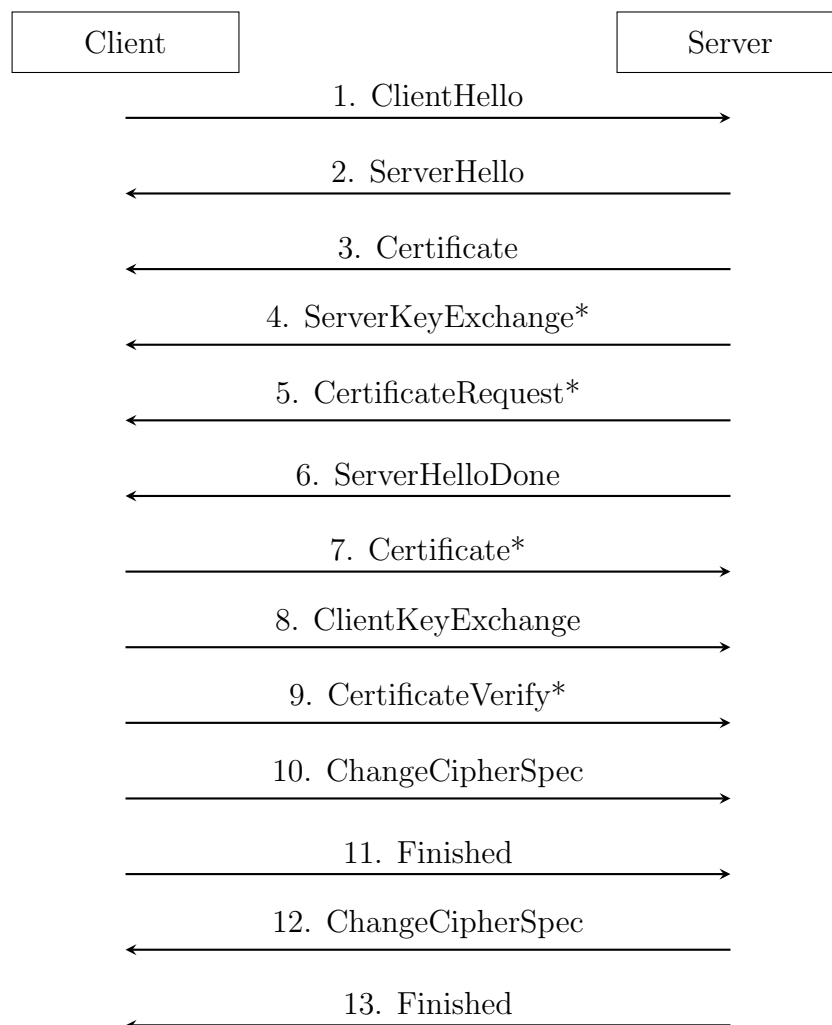 Client
Server
1. ClientHello
2. ServerHello
3. Certificate
4. ServerKeyExchange*
5. CertificateRequest*
6. ServerHelloDone
7. Certificate*
8. ClientKeyExchange
9. CertificateVerify*
10. ChangeCipherSpec
11. Finished
12. ChangeCipherSpec
13. Finished